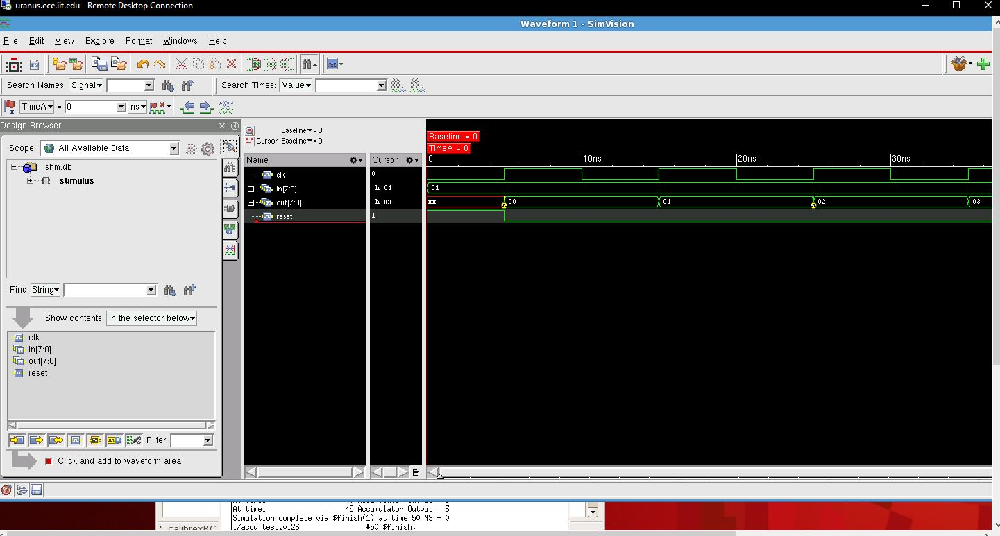 uranus.ece.iit.edu - Remote Desktop Connection
Waveform 1 - SimVision
File Edit View Explore Format Windows Help
Search Names: Signal Search Times: Value
x1 TimeA = 0 ns
Design Browser
Scope: All Available Data
shm.db
stimulus
Find: String
Show contents: In the selector below
clk
in[7:0]
out[7:0]
reset
Filter:
Click and add to waveform area
Baseline = 0
Cursor-Baseline = 0
Name Cursor
clk 0
in[7:0] 'h 01
out[7:0] 'h xx
reset 1
Baseline = 0
TimeA = 0
0 10ns 20ns 30ns
01
xx 00 01 02 03
At time: 45 Accumulator Output= 3
Simulation complete via $finish(1) at time 50 NS + 0
./accu_test.v:23 #50 $finish;
calibrexRC